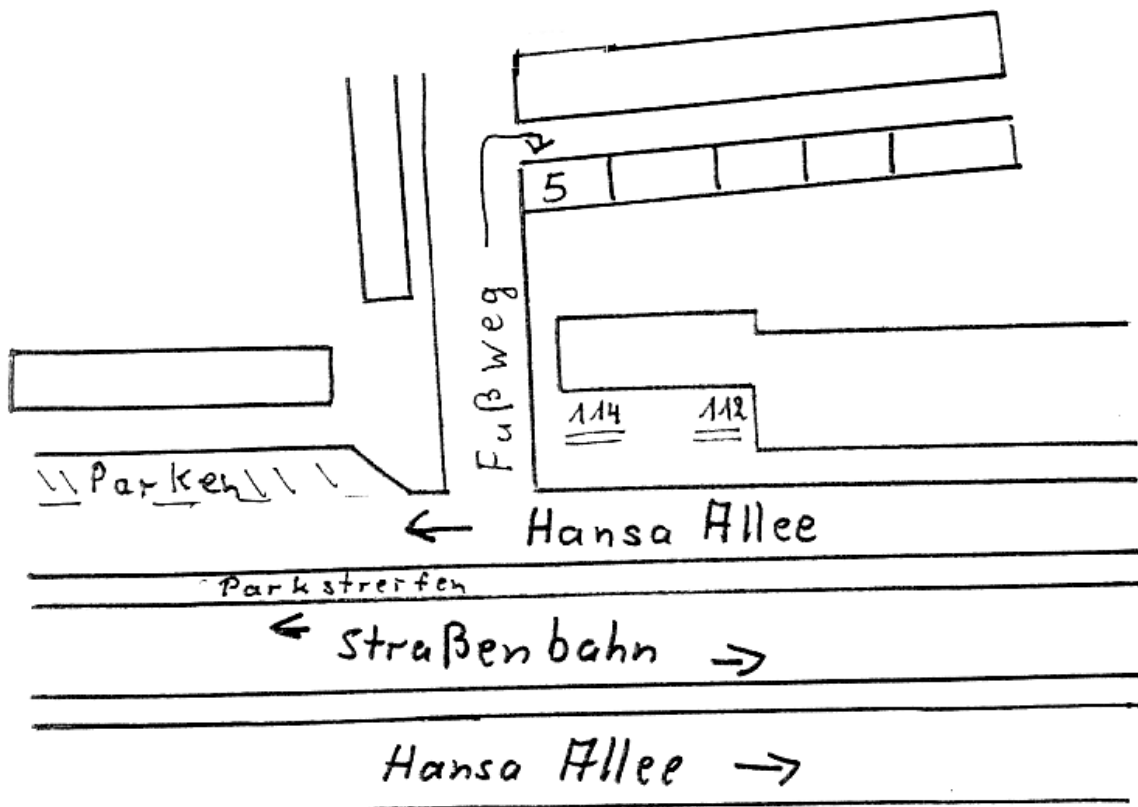 5
Fußweg
114 112
Parken
← Hansa Allee
Parkstreifen
← Straßenbahn →
Hansa Allee →